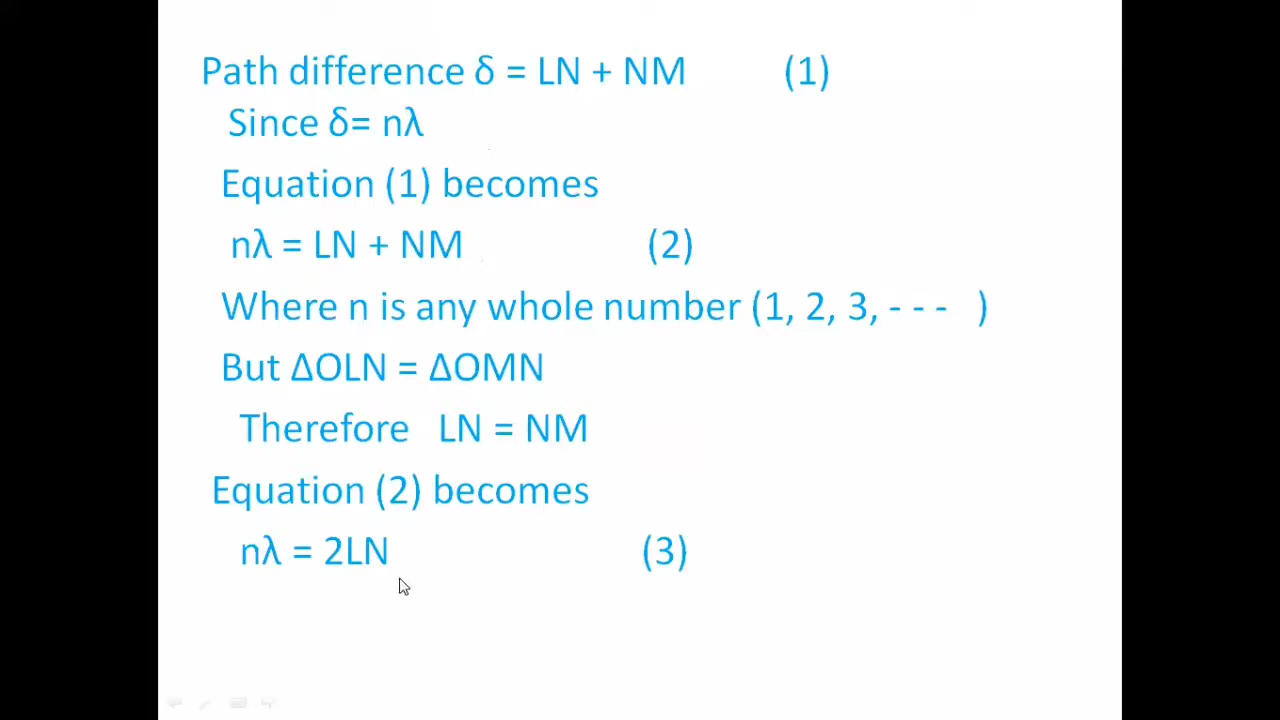 Path difference δ = LN + NM (1)
Since δ= nλ
Equation (1) becomes
nλ = LN + NM (2)
Where n is any whole number (1, 2, 3, - - - )
But ΔOLN = ΔOMN
Therefore LN = NM
Equation (2) becomes
nλ = 2LN (3)